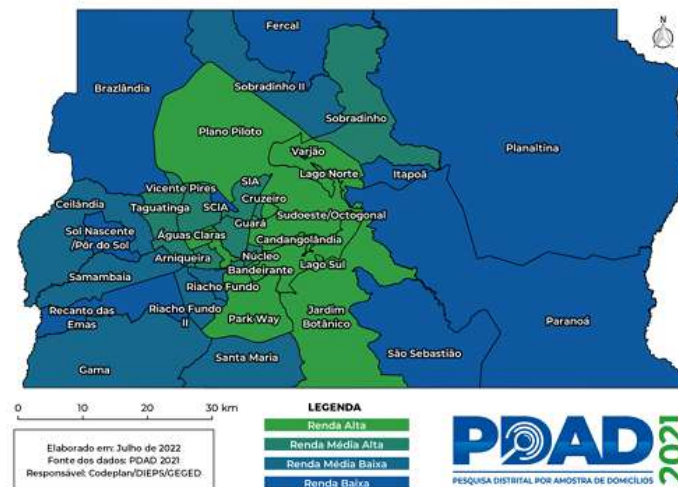 Fercal
N
Brazlândia
Sobradinho II
Sobradinho
Plano Piloto
Planaltina
Varjão
Lago Norte
Itapoã
Vicente Pires
SIA
Ceilândia
Taguatinga
SCIA
Cruzeiro
Sudoeste/Octogonal
Sol Nascente
/Pôr do Sol
Águas Claras
Guará
Candangolândia
Arniqueira
Núcleo
Bandeirante
Lago Sul
Samambaia
Riacho Fundo
Recanto das
Emas
Riacho Fundo
II
Park Way
Jardim
Botânico
Paranoá
São Sebastião
Santa Maria
Gama
0 10 20 30 km
Elaborado em: Julho de 2022
Fonte dos dados: PDAD 2021
Responsável: Codeplan/DIEPS/GEGED
LEGENDA
Renda Alta
Renda Média Alta
Renda Média Baixa
Renda Baixa
PDAD
2021
PESQUISA DISTRITAL POR AMOSTRA DE DOMICÍLIOS